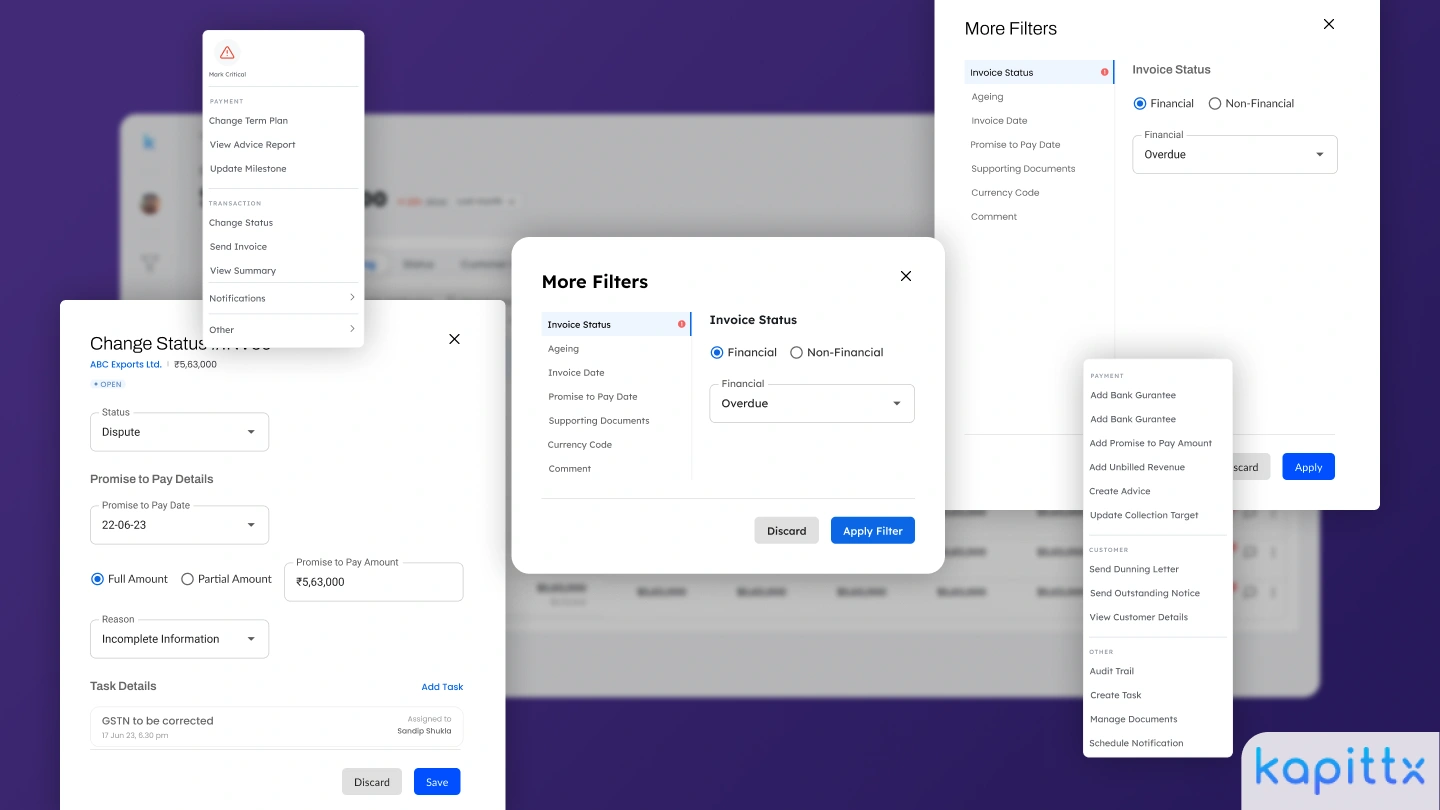 Mark Critical
PAYMENT
Change Term Plan
View Advice Report
Update Milestone
TRANSACTION
Change Status
Send Invoice
View Summary
Notifications
Other
Change Status
ABC Exports Ltd. ₹5,63,000
OPEN
Status
Dispute
Promise to Pay Details
Promise to Pay Date
22-06-23
Full Amount Partial Amount
Promise to Pay Amount
₹5,63,000
Reason
Incomplete Information
Task Details Add Task
GSTN to be corrected
17 Jun 23, 6.30 pm
Assigned to
Sandip Shukla
Discard Save
More Filters
Invoice Status
Ageing
Invoice Date
Promise to Pay Date
Supporting Documents
Currency Code
Comment
Invoice Status
Financial Non-Financial
Financial
Overdue
Discard Apply Filter
More Filters
Invoice Status
Ageing
Invoice Date
Promise to Pay Date
Supporting Documents
Currency Code
Comment
Invoice Status
Financial Non-Financial
Financial
Overdue
scard Apply
PAYMENT
Add Bank Gurantee
Add Bank Gurantee
Add Promise to Pay Amount
Add Unbilled Revenue
Create Advice
Update Collection Target
CUSTOMER
Send Dunning Letter
Send Outstanding Notice
View Customer Details
OTHER
Audit Trail
Create Task
Manage Documents
Schedule Notification
kapittx